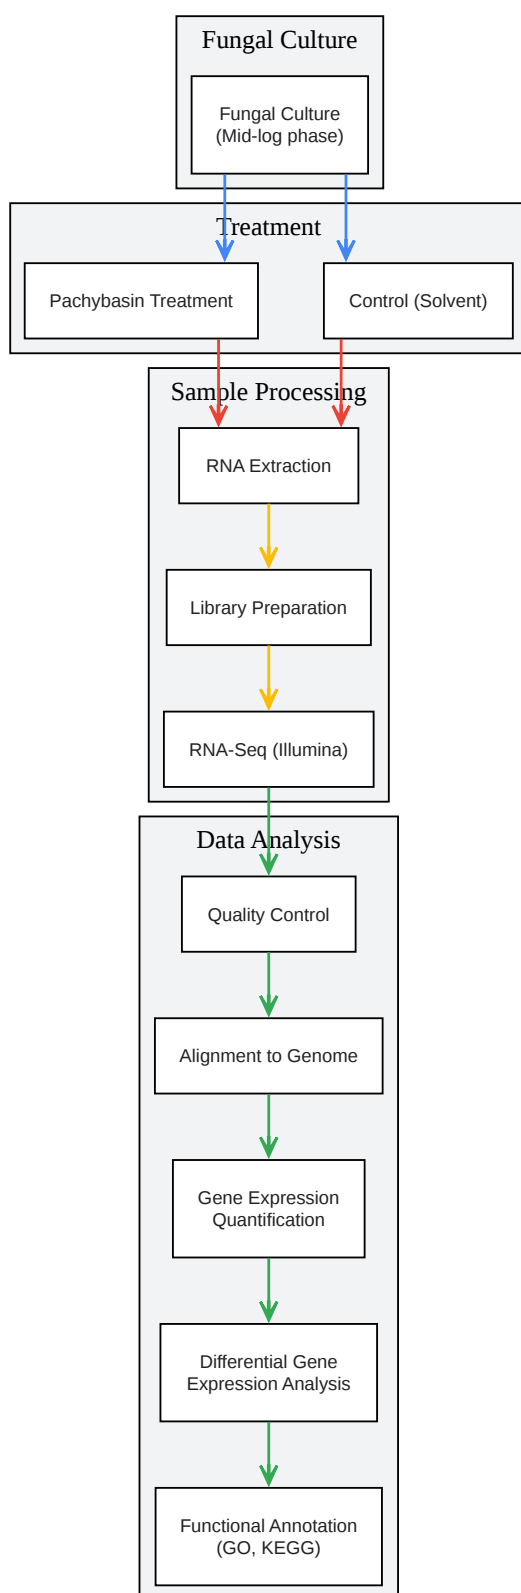 Fungal Culture
Fungal Culture
(Mid-log phase)
Treatment
Pachybasin Treatment
Control (Solvent)
Sample Processing
RNA Extraction
Library Preparation
RNA-Seq (Illumina)
Data Analysis
Quality Control
Alignment to Genome
Gene Expression
Quantification
Differential Gene
Expression Analysis
Functional Annotation
(GO, KEGG)